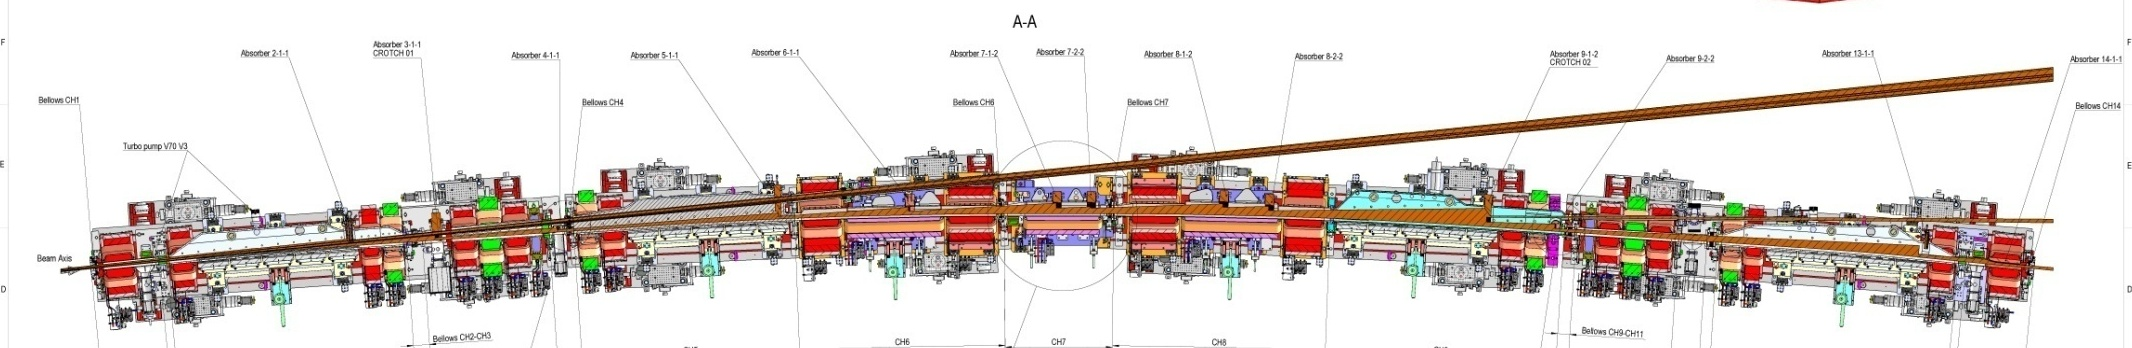 A-A
F
F
Absorber 2-1-1
Absorber 3-1-1
CROTCH 01
Absorber 4-1-1
Absorber 5-1-1
Absorber 6-1-1
Absorber 7-1-2
Absorber 7-2-2
Absorber 8-1-2
Absorber 8-2-2
Absorber 9-1-2
CROTCH 02
Absorber 9-2-2
Absorber 13-1-1
Absorber 14-1-1
Bellows CH1
Bellows CH4
Bellows CH6
Bellows CH7
Bellows CH14
Turbo pump V70 V3
E
E
Beam Axis
D
D
Bellows CH2-CH3
CH6
CH7
CH8
Bellows CH9-CH11